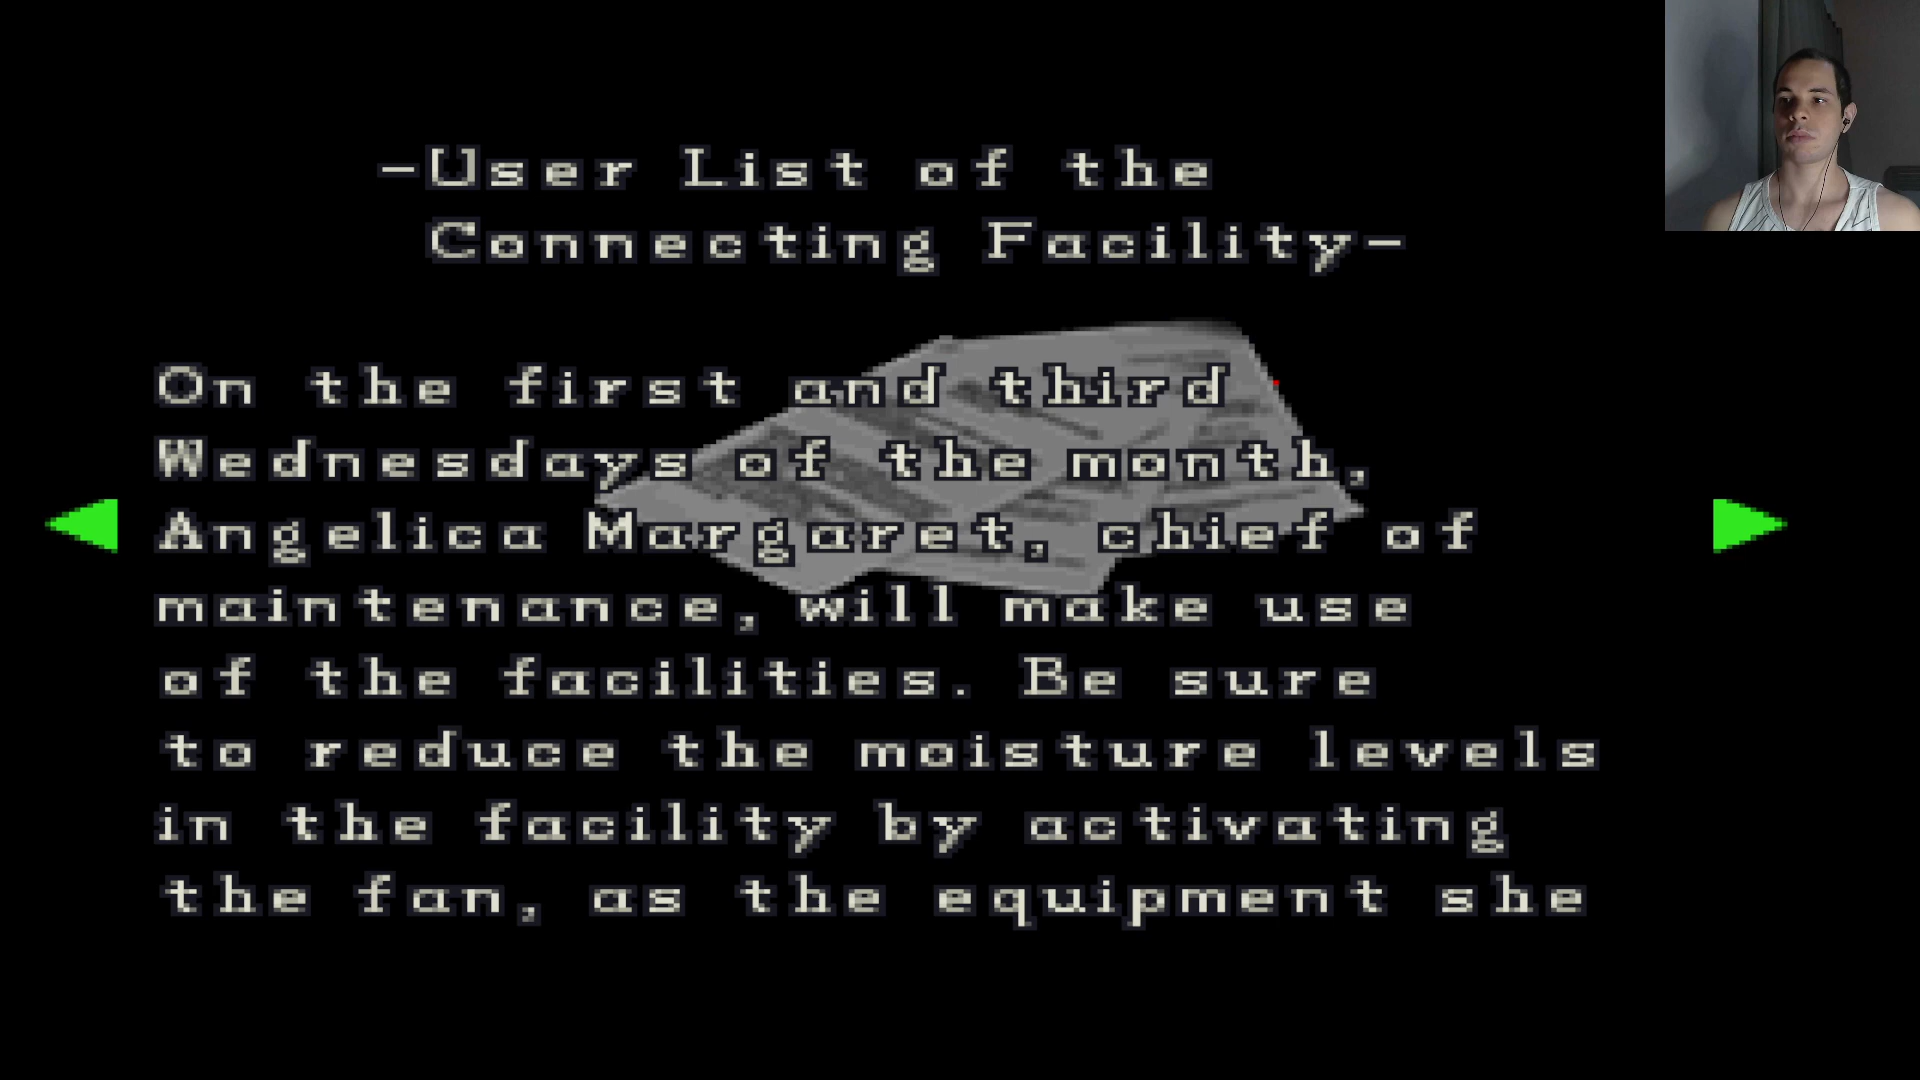 -User List of the
Connecting Facility-
On the first and third
Wednesdays of the month,
Angelica Margaret, chief of
maintenance, will make use
of the facilities. Be sure
to reduce the moisture levels
in the facility by activating
the fan, as the equipment she